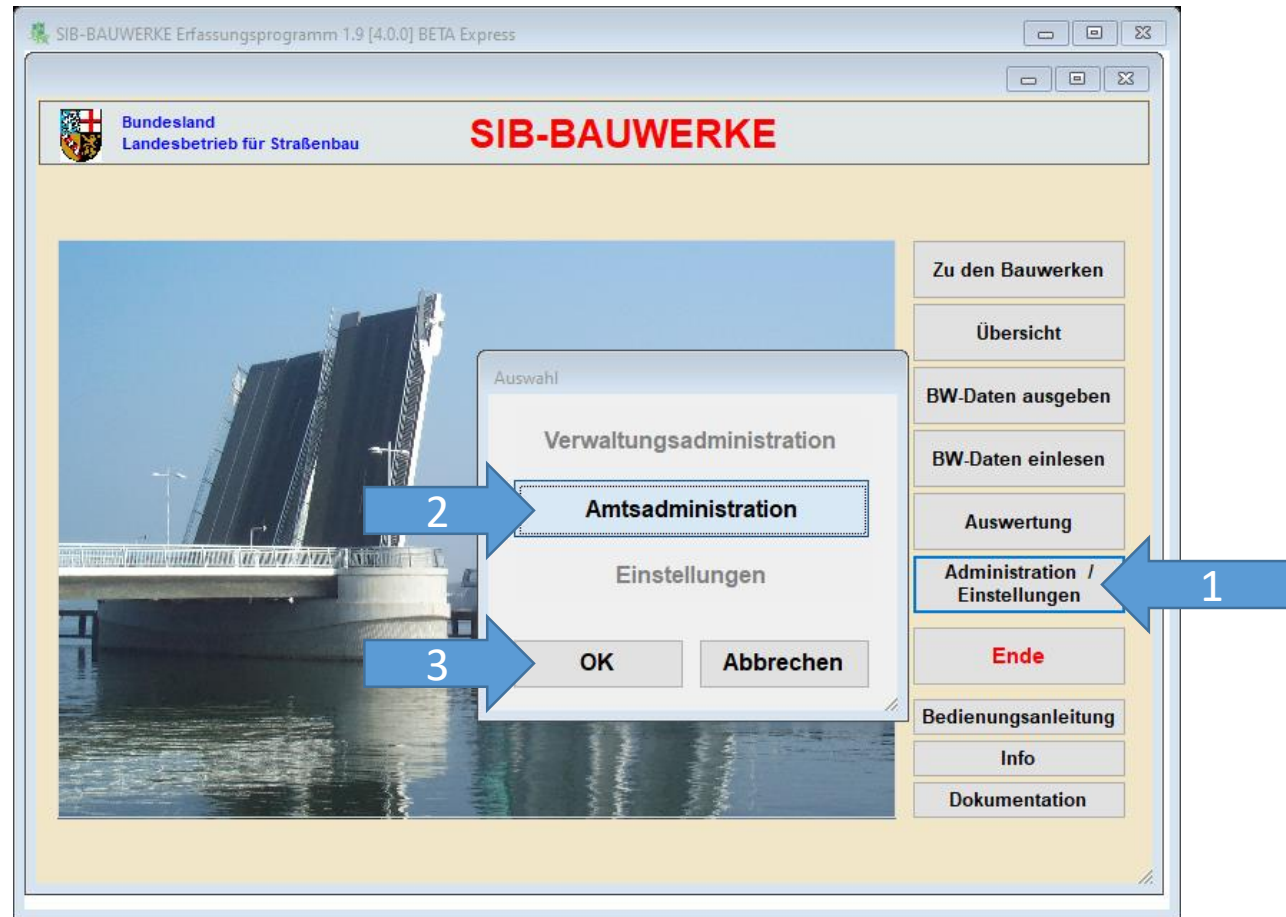 SIB-BAUWERKE Erfassungsprogramm 1.9 [4.0.0] BETA Express
Bundesland
Landesbetrieb für Straßenbau
SIB-BAUWERKE
Zu den Bauwerken
Übersicht
BW-Daten ausgeben
BW-Daten einlesen
Auswertung
Administration /
Einstellungen
1
Ende
Bedienungsanleitung
Info
Dokumentation
Auswahl
Verwaltungsadministration
2
Amtsadministration
Einstellungen
3
OK
Abbrechen